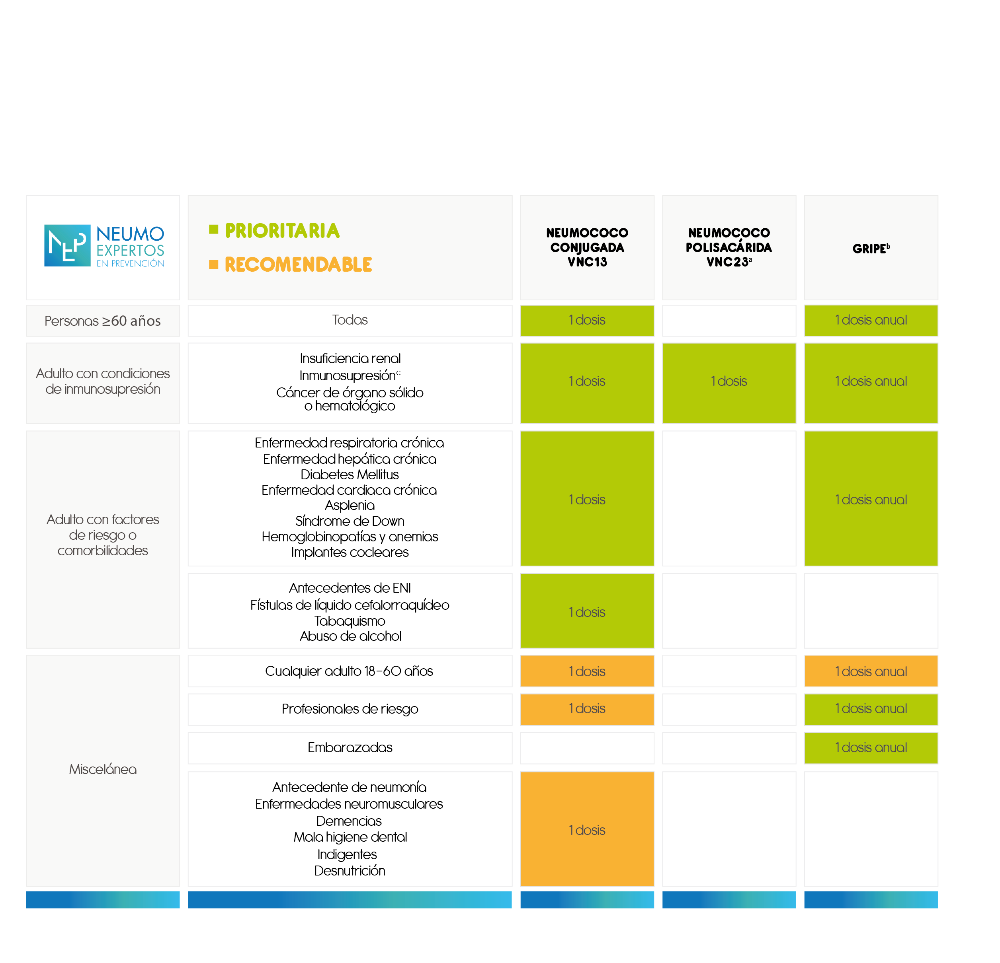 NEP
NEUMO
EXPERTOS
EN PREVENCIÓN
PRIORITARIA
RECOMENDABLE
NEUMOCOCO
CONJUGADA
VNC13
NEUMOCOCO
POLISACÁRIDA
VNC23ª
GRIPEᵇ
Personas ≥60 años
Todas
1 dosis
1 dosis anual
Adulto con condiciones
de inmunosupresión
Insuficiencia renal
Inmunosupresiónᶜ
Cáncer de órgano sólido
o hematológico
1 dosis
1 dosis
1 dosis anual
Adulto con factores
de riesgo o
comorbilidades
Enfermedad respiratoria crónica
Enfermedad hepática crónica
Diabetes Mellitus
Enfermedad cardiaca crónica
Asplenia
Síndrome de Down
Hemoglobinopatías y anemias
Implantes cocleares
1 dosis
1 dosis anual
Antecedentes de ENI
Fístulas de líquido cefalorraquídeo
Tabaquismo
Abuso de alcohol
1 dosis
Miscelánea
Cualquier adulto 18-60 años
1 dosis
1 dosis anual
Profesionales de riesgo
1 dosis
1 dosis anual
Embarazadas
1 dosis anual
Antecedente de neumonía
Enfermedades neuromusculares
Demencias
Mala higiene dental
Indigentes
Desnutrición
1 dosis